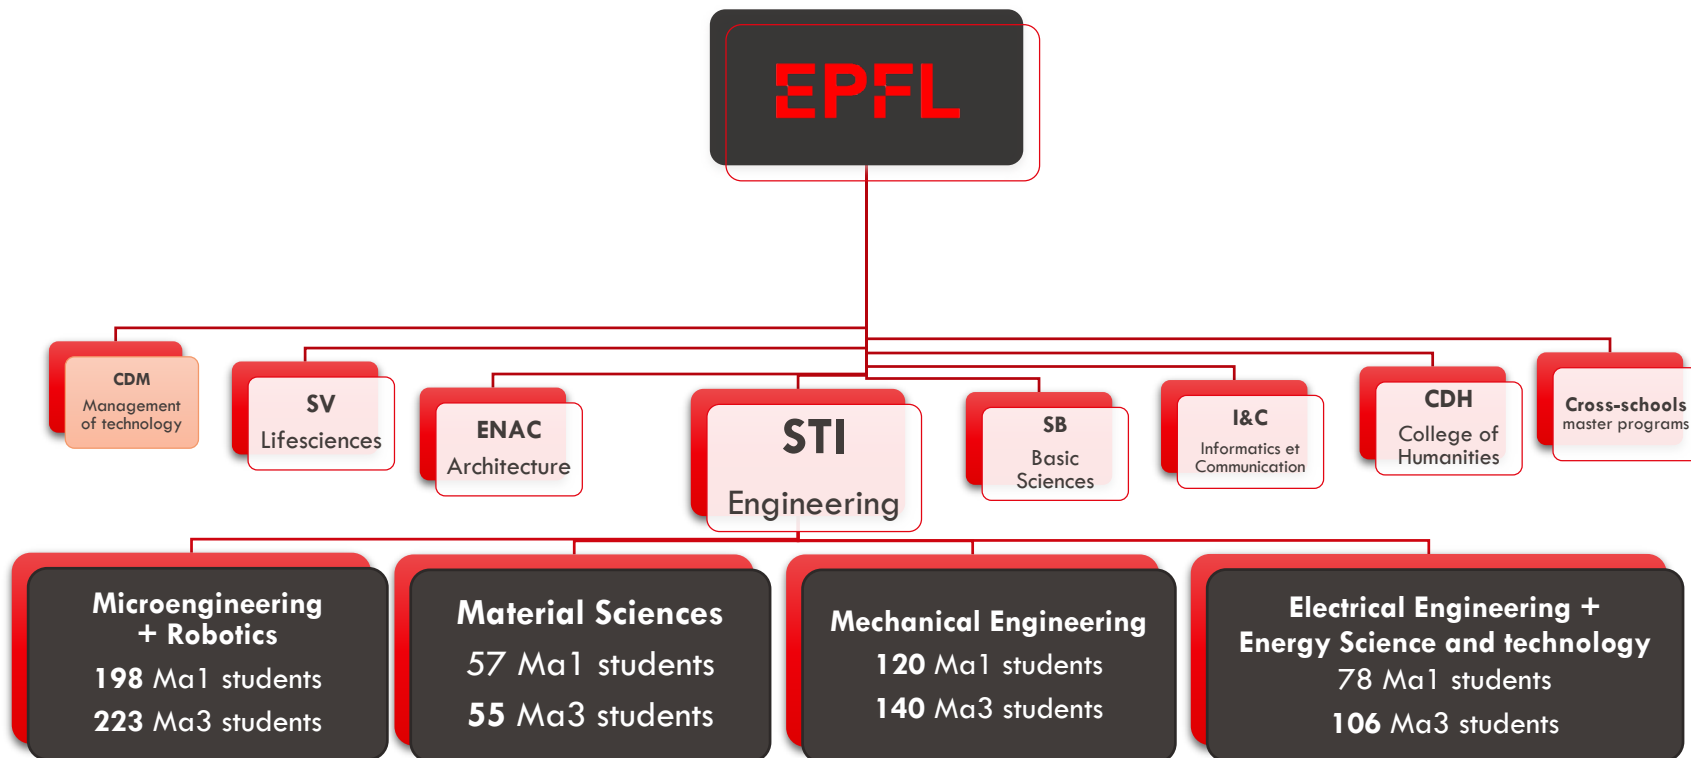 EPFL
CDM
Management
of technology
SV
Lifesciences
ENAC
Architecture
STI
Engineering
SB
Basic
Sciences
I&C
Informatics et
Communication
CDH
College of
Humanities
Cross-schools
master programs
Microengineering
+ Robotics
198 Ma1 students
223 Ma3 students
Material Sciences
57 Ma1 students
55 Ma3 students
Mechanical Engineering
120 Ma1 students
140 Ma3 students
Electrical Engineering +
Energy Science and technology
78 Ma1 students
106 Ma3 students